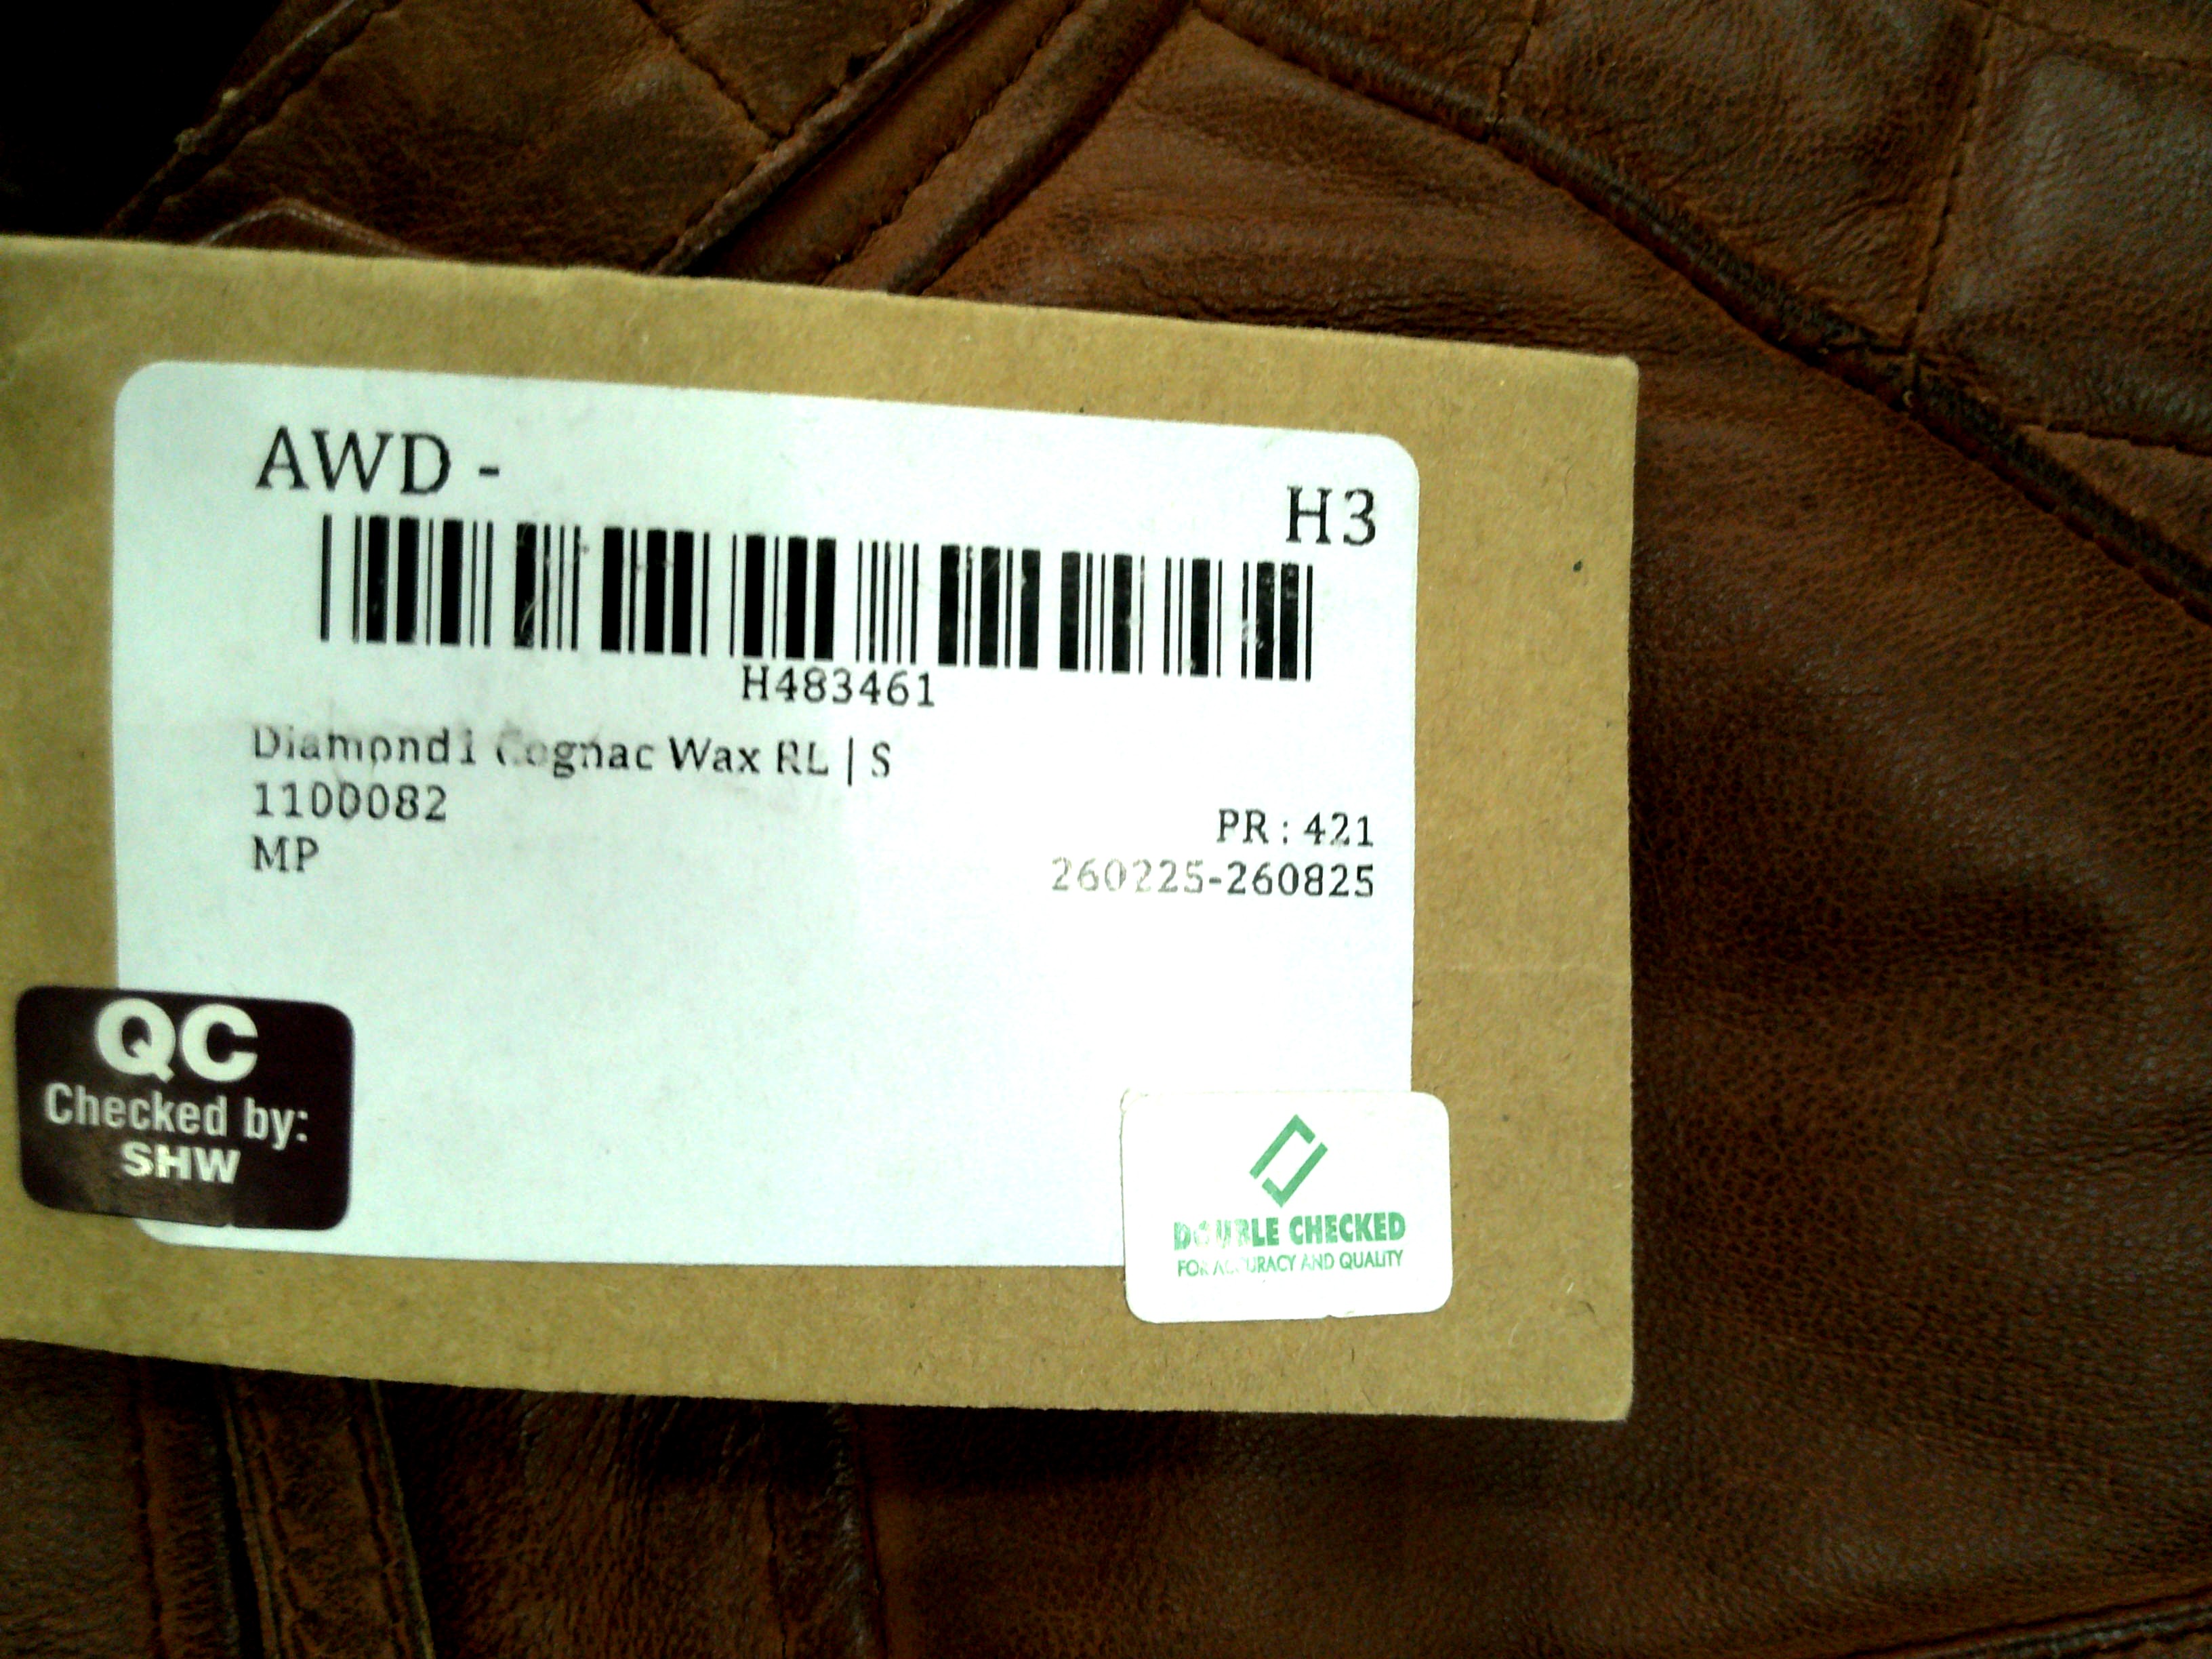 AWD -
H3
H483461
Diamond1 Cognac Wax RL | S
1100082
PR : 421
MP
260225-260825
QC
Checked by:
SHW
DOUBLE CHECKED
FOR ACCURACY AND QUALITY